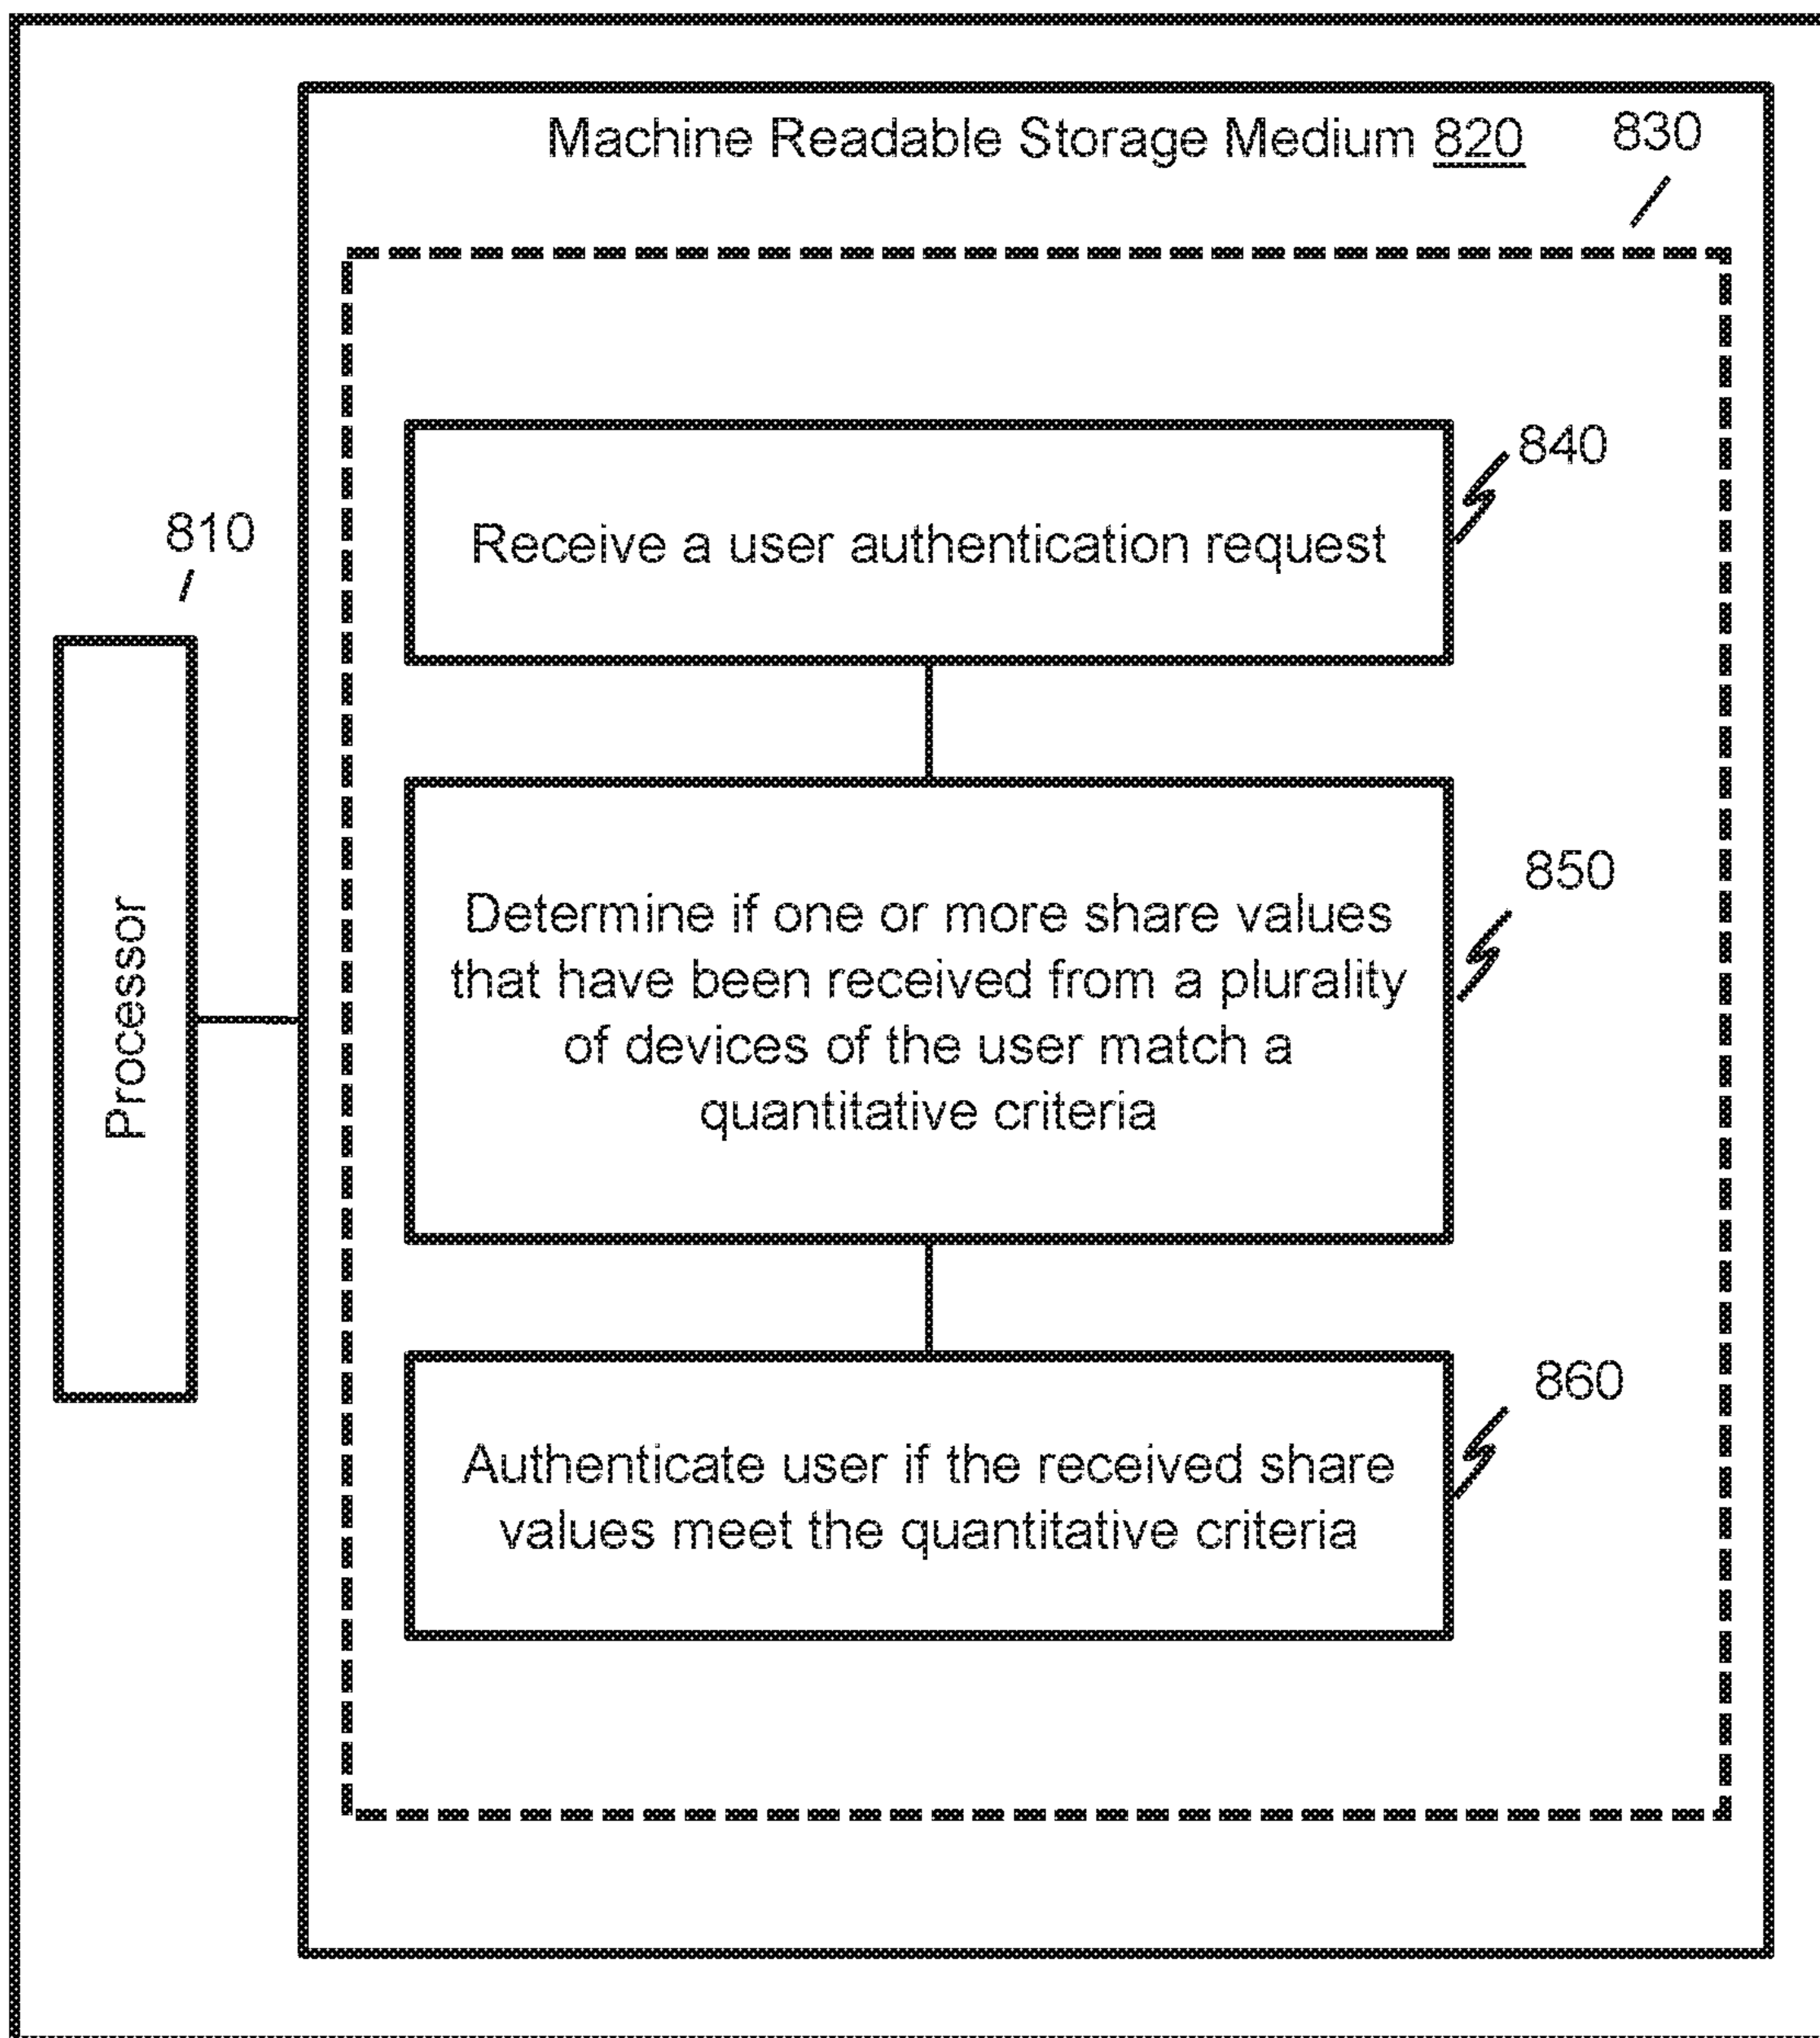 Machine Readable Storage Medium 820
830
840
Receive a user authentication request
810
Processor
850
Determine if one or more share values
that have been received from a plurality
of devices of the user match a
quantitative criteria
860
Authenticate user if the received share
values meet the quantitative criteria